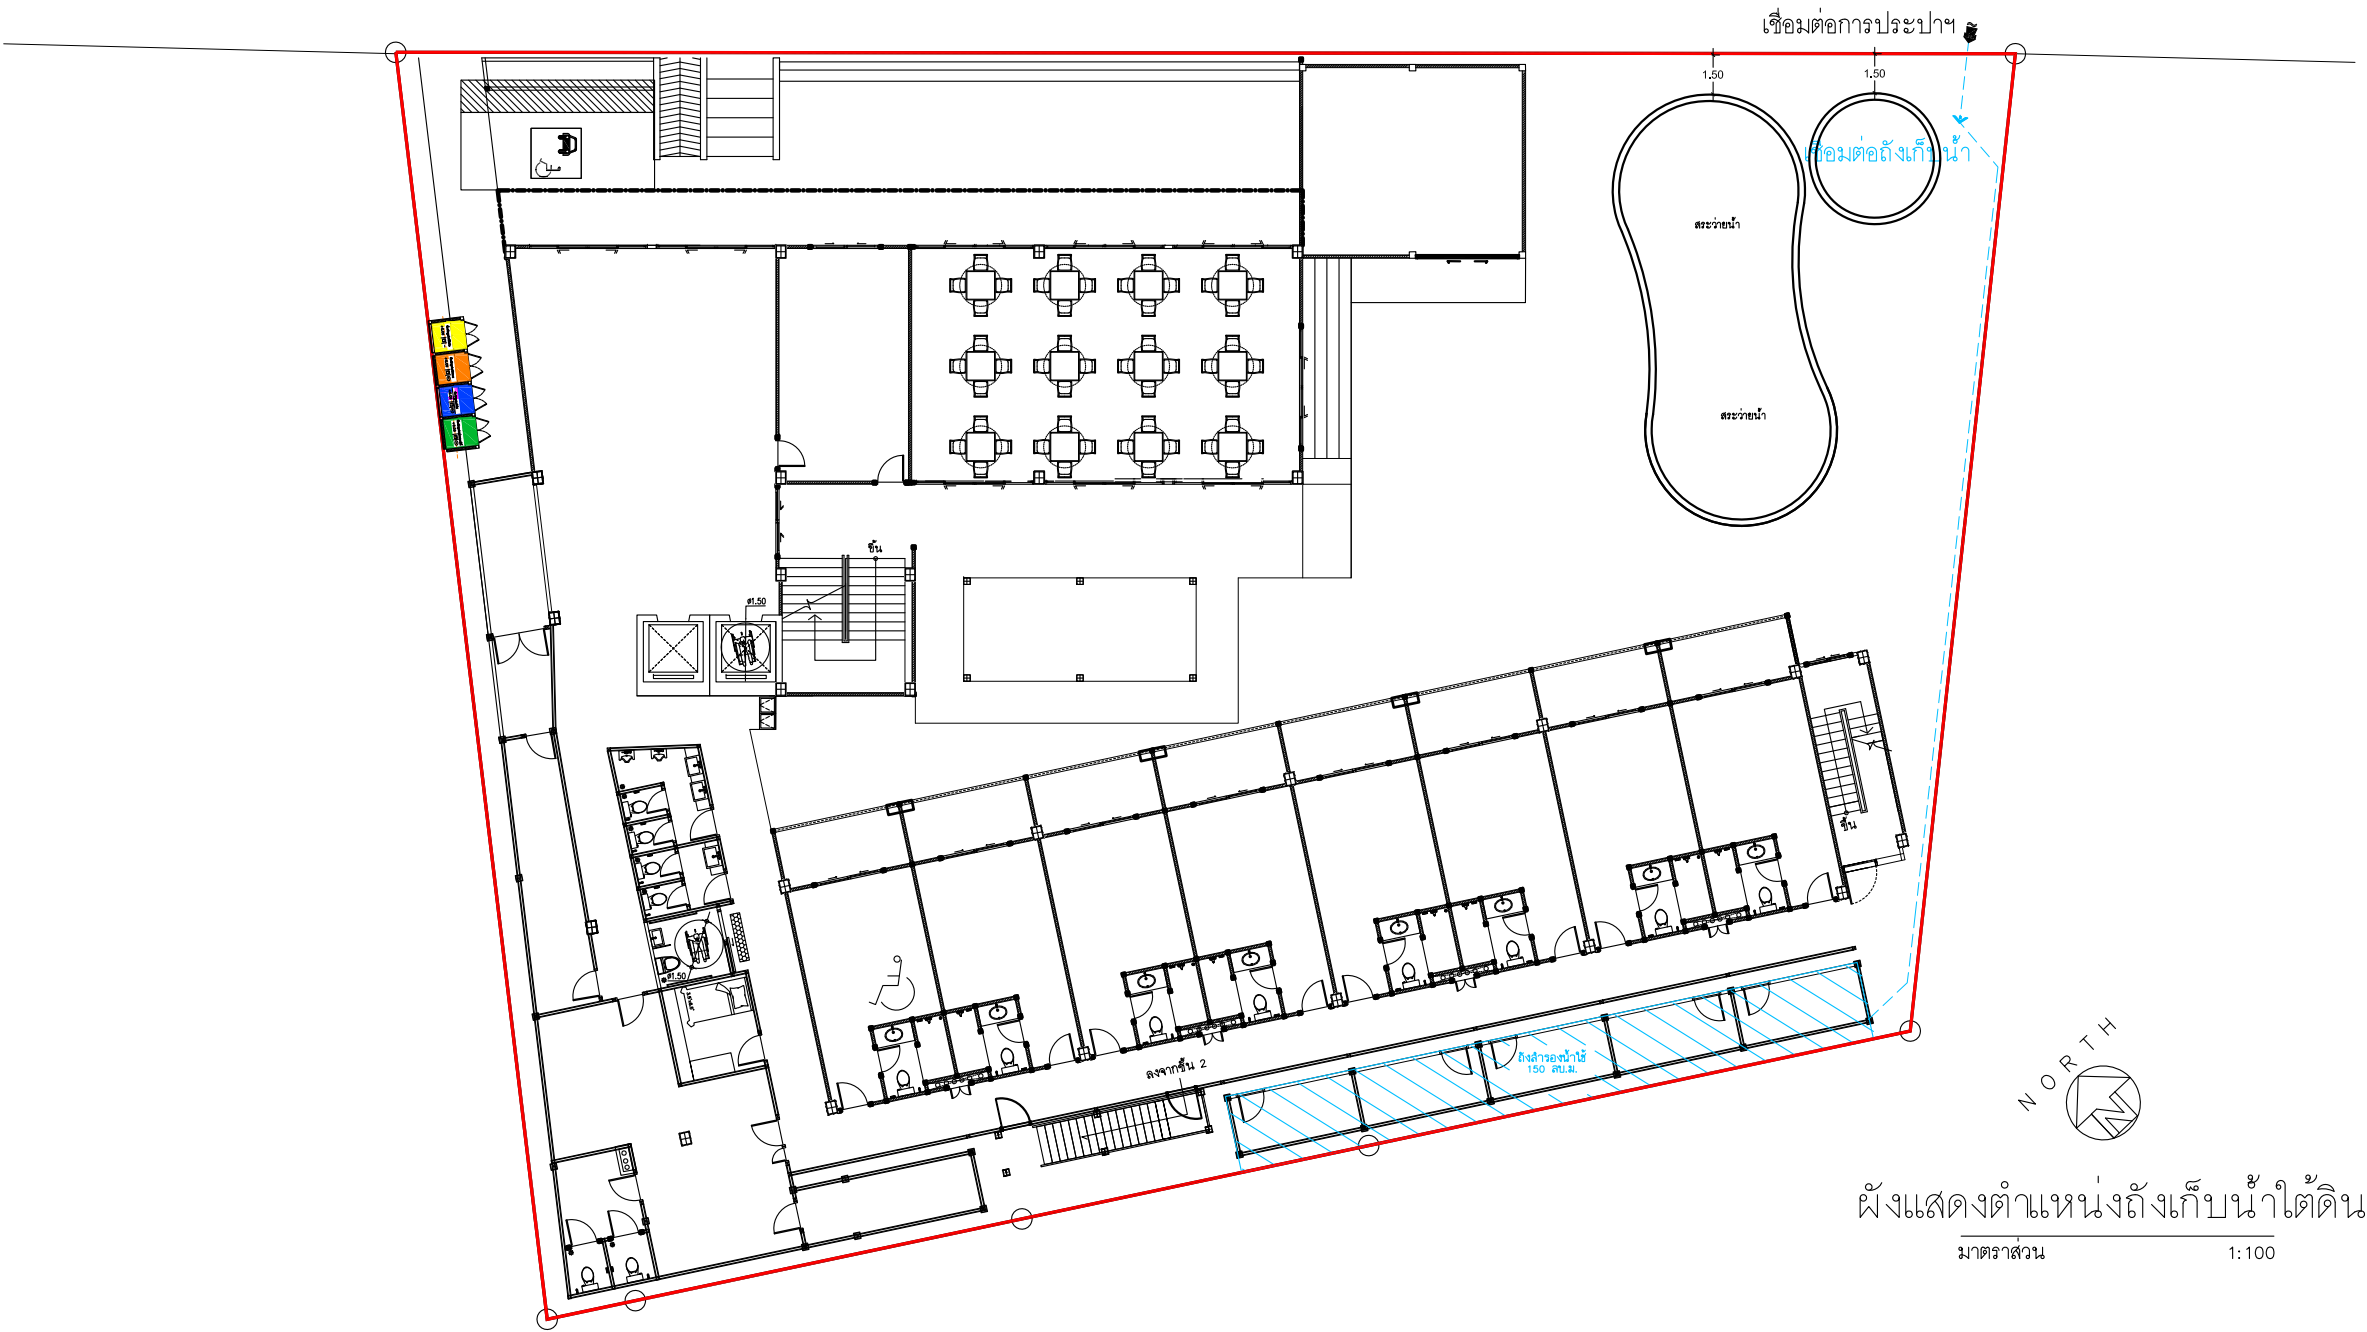 เชื่อมต่อการประปาฯ
1.50
1.50
เชื่อมต่อถังเก็บน้ำ
สระว่ายน้ำ
สระว่ายน้ำ
ขึ้น
ø1.50
ขึ้น
ø1.50
ลงจากชั้น 2
ถังสำรองน้ำใช้
150 ลบ.ม.
NORTH
ผังแสดงตำแหน่งถังเก็บน้ำใต้ดิน
มาตราส่วน 1:100